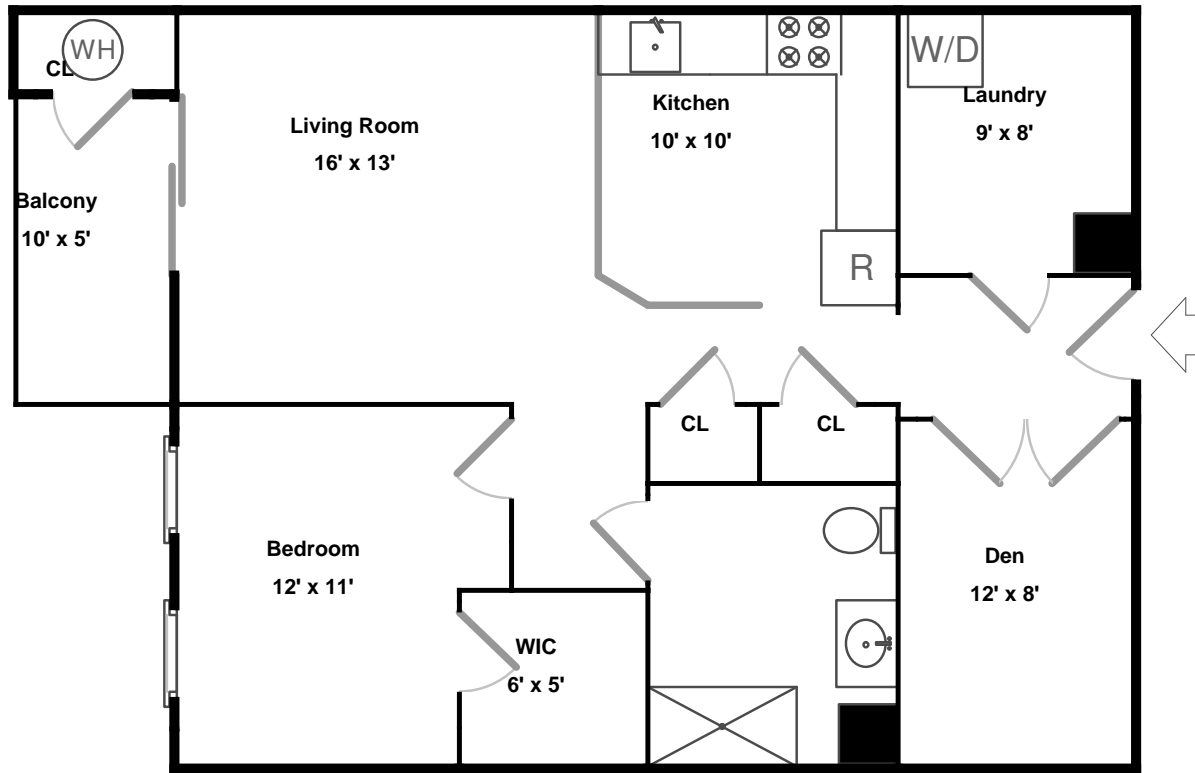 WH
CL
Living Room
16' x 13'
Balcony
10' x 5'
Kitchen
10' x 10'
W/D
Laundry
9' x 8'
R
CL
CL
Bedroom
12' x 11'
WIC
6' x 5'
Den
12' x 8'